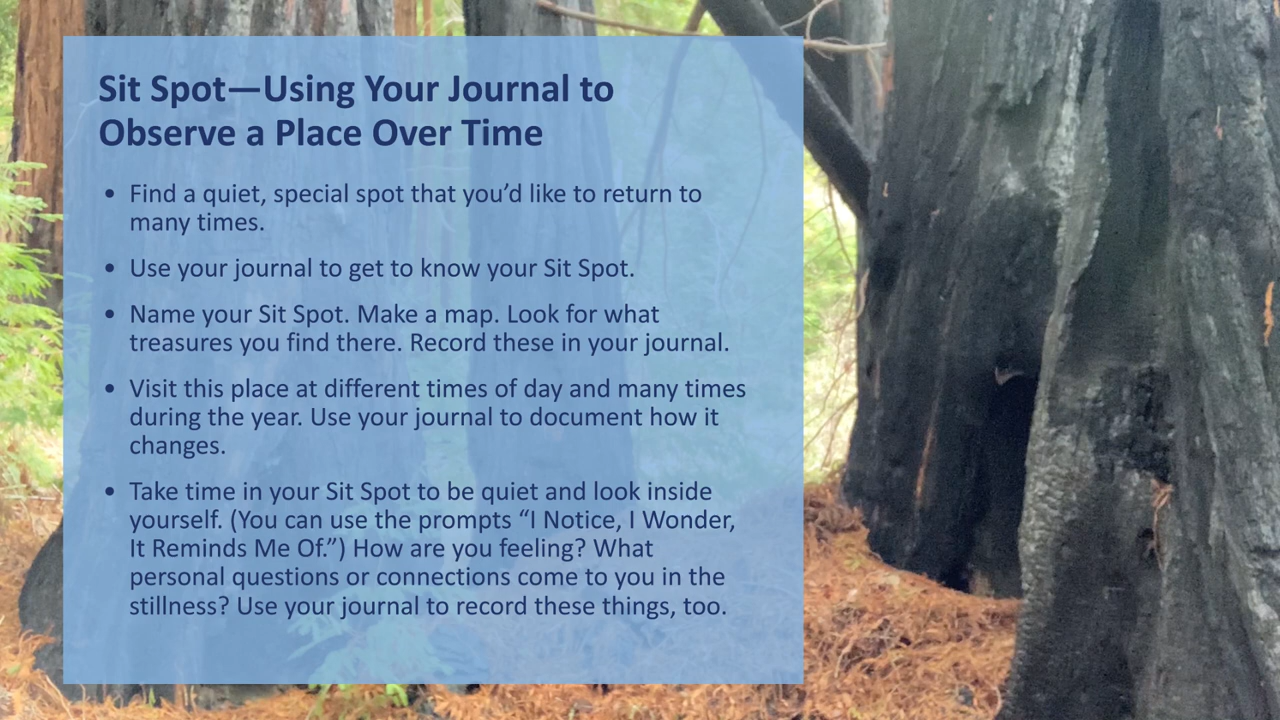 Sit Spot—Using Your Journal to
Observe a Place Over Time
• Find a quiet, special spot that you’d like to return to
many times.
• Use your journal to get to know your Sit Spot.
• Name your Sit Spot. Make a map. Look for what
treasures you find there. Record these in your journal.
• Visit this place at different times of day and many times
during the year. Use your journal to document how it
changes.
• Take time in your Sit Spot to be quiet and look inside
yourself. (You can use the prompts “I Notice, I Wonder,
It Reminds Me Of.”) How are you feeling? What
personal questions or connections come to you in the
stillness? Use your journal to record these things, too.